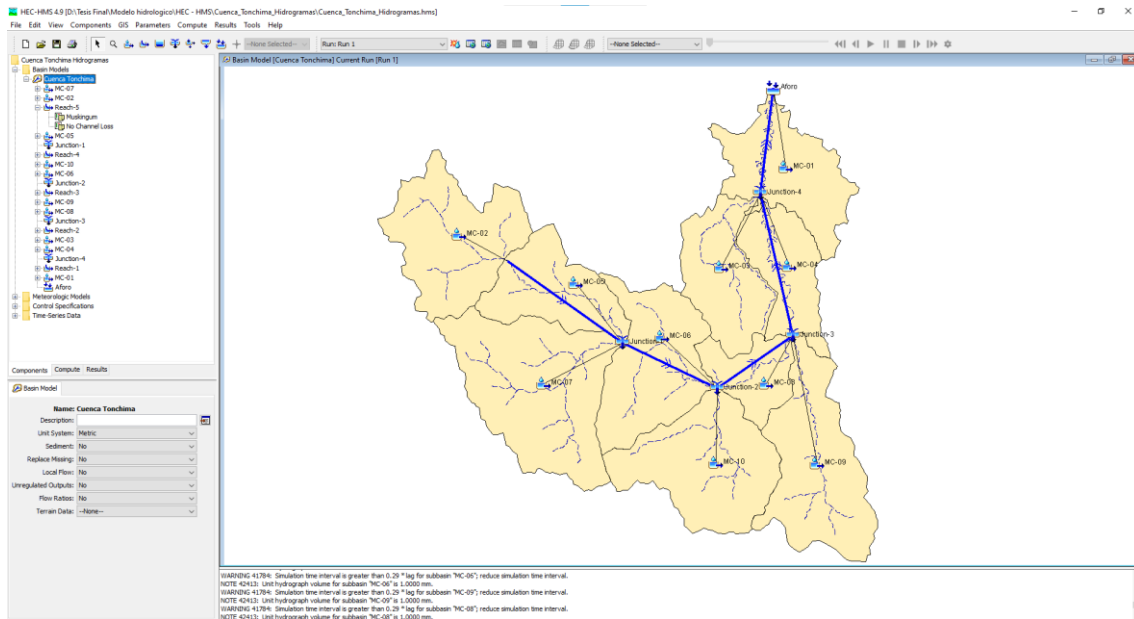 HEC-HMS 4.9 [D:\Tesis Final\Modelo hidrologico\HEC - HMS\Cuenca_Tonchima_Hidrogramas\Cuenca_Tonchima_Hidrogramas.hms]
File Edit View Components GIS Parameters Compute Results Tools Help
--None Selected-- Run: Run 1 --None Selected--
Cuenca Tonchima Hidrogramas
Basin Models
Cuenca Tonchima
MC-07
MC-02
Reach-5
Muskingum
No Channel Loss
MC-05
Junction-1
Reach-4
MC-10
MC-06
Junction-2
Reach-3
MC-09
MC-08
Junction-3
Reach-2
MC-03
MC-04
Junction-4
Reach-1
MC-01
Aforo
Meteorologic Models
Control Specifications
Time-Series Data
Components Compute Results
Basin Model
Name: Cuenca Tonchima
Description:
Unit System: Metric
Sediment: No
Replace Missing: No
Local Flow: No
Unregulated Outputs: No
Flow Ratios: No
Terrain Data: --None--
Basin Model [Cuenca Tonchima] Current Run [Run 1]
Aforo
MC-01
Junction-4
MC-02
MC-03
MC-04
MC-05
Junction-3
MC-06
MC-07
MC-08
Junction-2
MC-10
MC-09
WARNING 41784: Simulation time interval is greater than 0.29 * lag for subbasin "MC-06"; reduce simulation time interval.
NOTE 42413: Unit hydrograph volume for subbasin "MC-06" is 1.0000 mm.
WARNING 41784: Simulation time interval is greater than 0.29 * lag for subbasin "MC-09"; reduce simulation time interval.
NOTE 42413: Unit hydrograph volume for subbasin "MC-09" is 1.0000 mm.
WARNING 41784: Simulation time interval is greater than 0.29 * lag for subbasin "MC-08"; reduce simulation time interval.
NOTE 42413: Unit hydrograph volume for subbasin "MC-08" is 1.0000 mm.